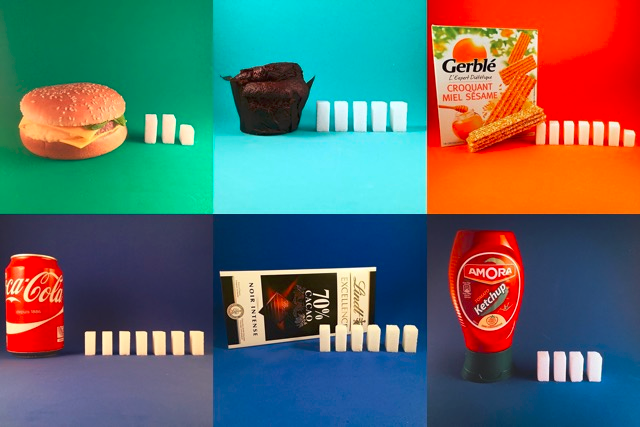 Gerblé
L'Expert Diététique
CROQUANT
MIEL SÉSAME
Coca-Cola
EXCELLENCE
Lindt
70%
CACAO
NOIR INTENSE
AMORA
Ketchup